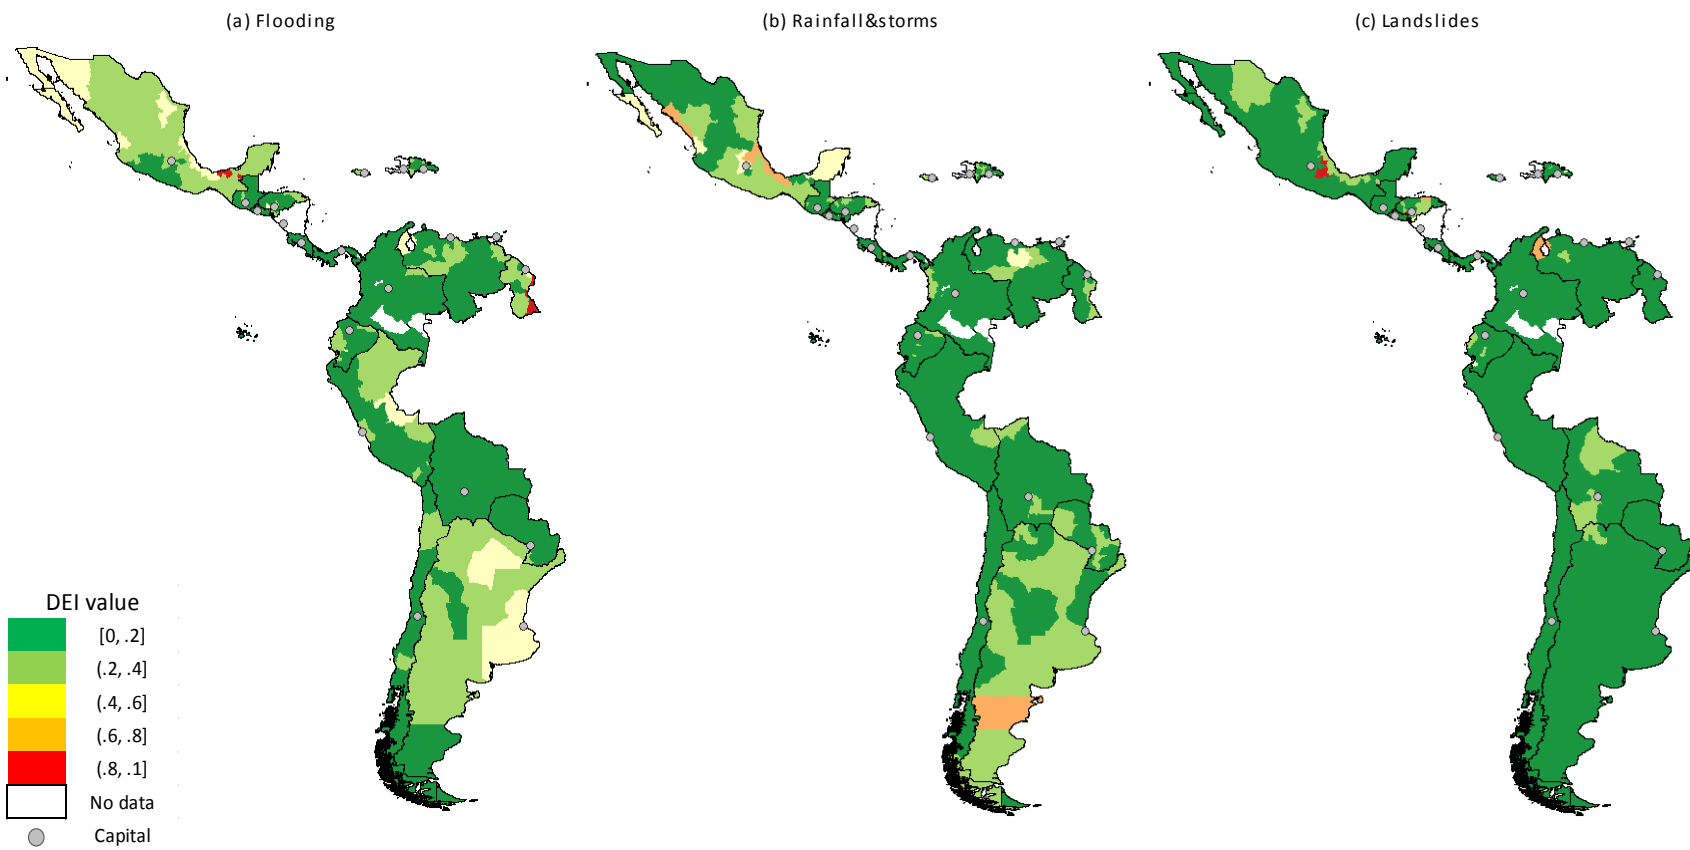 (a) Flooding
(b) Rainfall&storms
(c) Landslides
DEI value
[0, .2]
(.2, .4]
(.4, .6]
(.6, .8]
(.8, .1]
No data
Capital